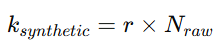 k_{synthetic} = r × N_{raw}